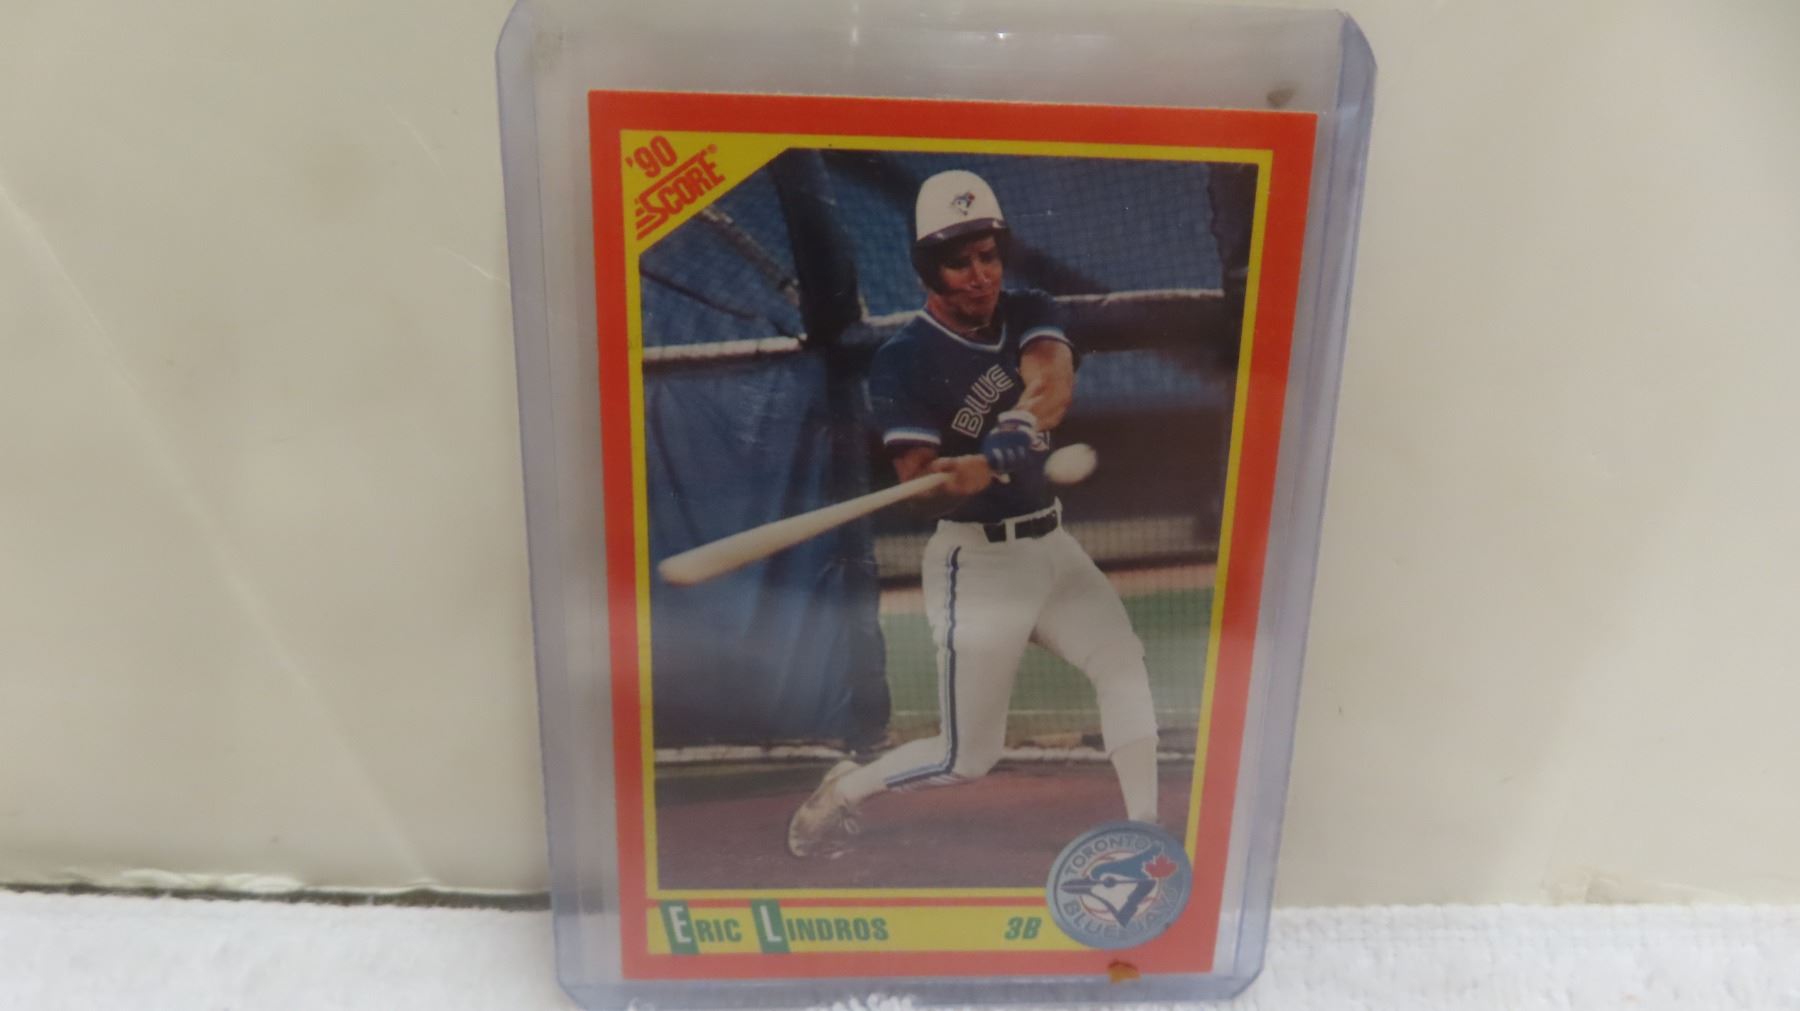 '90
SCORE®
BLUE
TORONTO
BLUE JAYS
ERIC LINDROS 3B